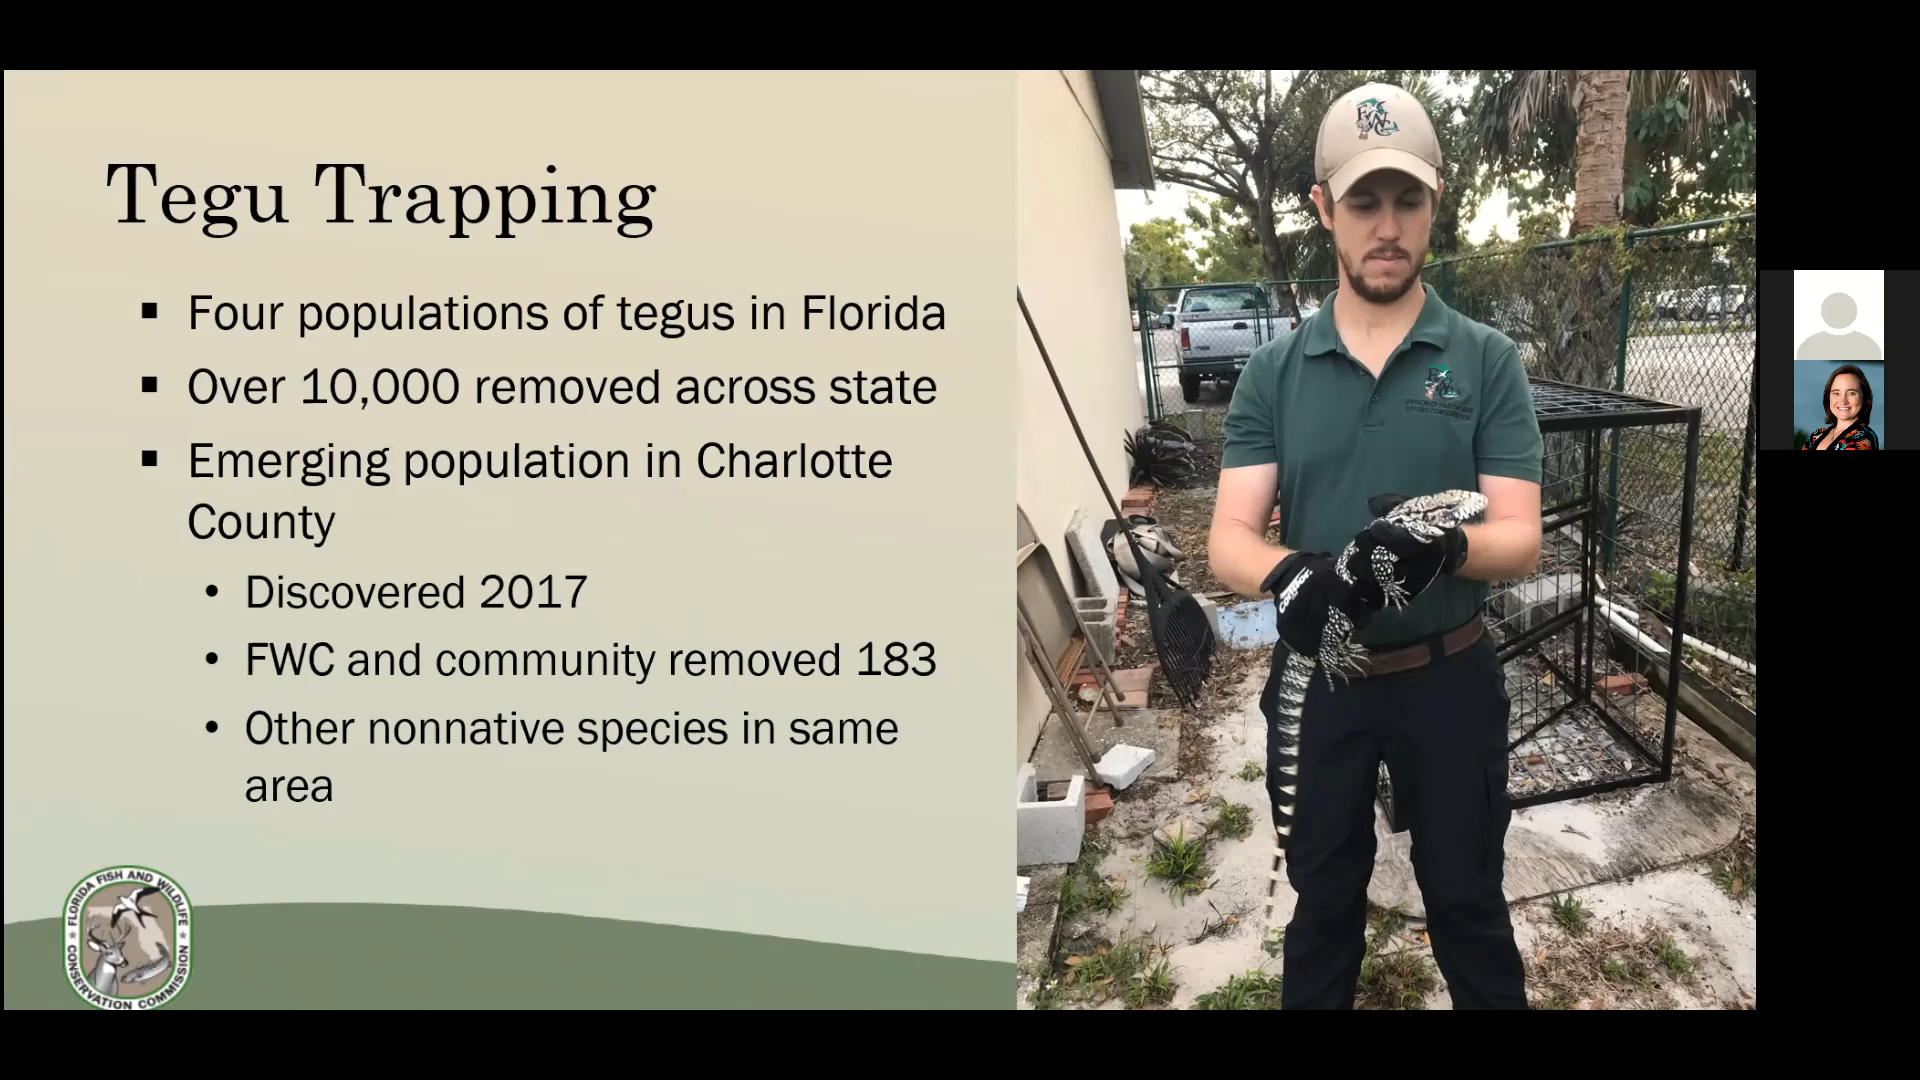 Tegu Trapping
Four populations of tegus in Florida
Over 10,000 removed across state
Emerging population in Charlotte
County
Discovered 2017
FWC and community removed 183
Other nonnative species in same
area
FLORIDA FISH AND WILDLIFE
CONSERVATION COMMISSION
FWC
Condor